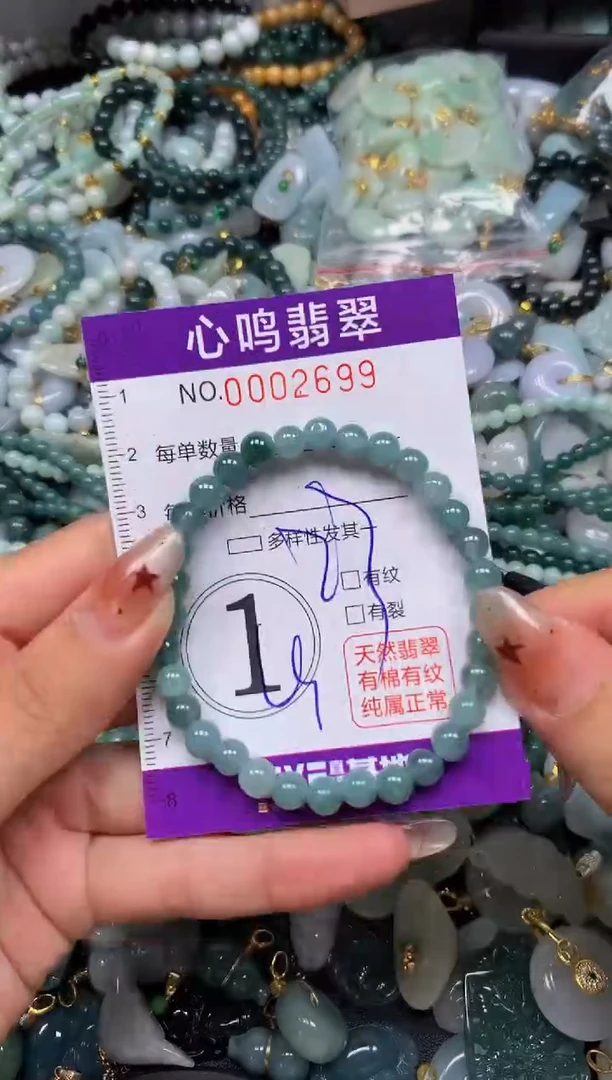 心鸣翡翠
NO.0002699
1
2 每单数量
3 格
多样性发其一
有纹
有裂
1
天然翡翠
有棉有纹
纯属正常
7
8
基地